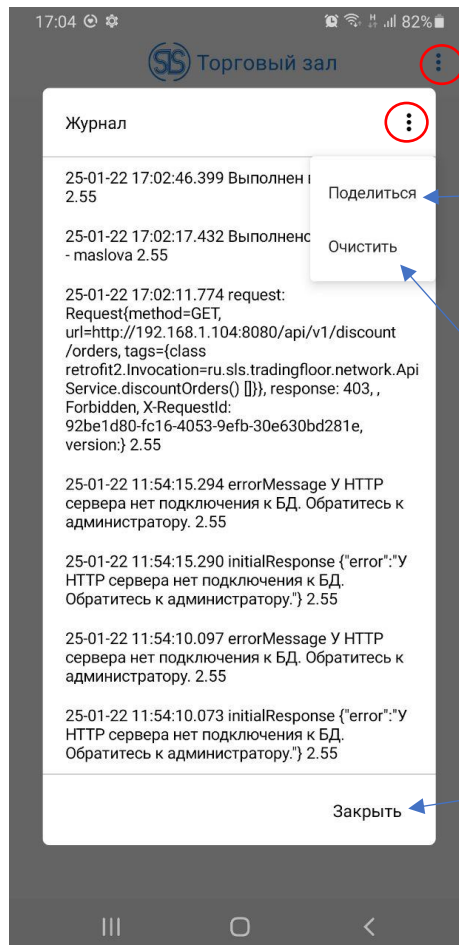 17:04 82%
SLS Торговый зал
Журнал
25-01-22 17:02:46.399 Выполнен
2.55
Поделиться
25-01-22 17:02:17.432 Выполнено
- maslova 2.55
Очистить
25-01-22 17:02:11.774 request:
Request{method=GET,
url=http://192.168.1.104:8080/api/v1/discount
/orders, tags={class
retrofit2.Invocation=ru.sls.tradingfloor.network.Api
Service.discountOrders() []}}, response: 403, ,
Forbidden, X-RequestId:
92be1d80-fc16-4053-9efb-30e630bd281e,
version:} 2.55
25-01-22 11:54:15.294 errorMessage У HTTP
сервера нет подключения к БД. Обратитесь к
администратору. 2.55
25-01-22 11:54:15.290 initialResponse {"error":"У
HTTP сервера нет подключения к БД.
Обратитесь к администратору."} 2.55
25-01-22 11:54:10.097 errorMessage У HTTP
сервера нет подключения к БД. Обратитесь к
администратору. 2.55
25-01-22 11:54:10.073 initialResponse {"error":"У
HTTP сервера нет подключения к БД.
Обратитесь к администратору."} 2.55
Закрыть